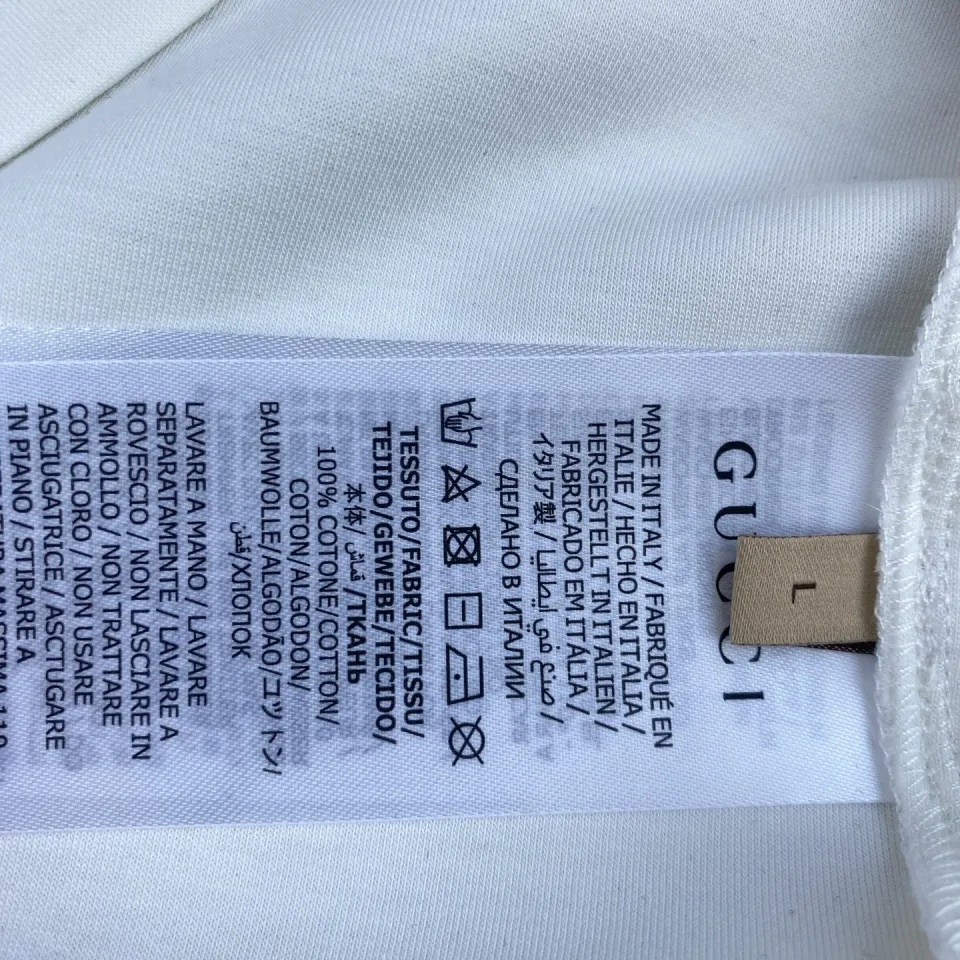 GUCCI
L
MADE IN ITALY / FABRIQUÉ EN
ITALIE / HECHO EN ITALIA /
HERGESTELLT IN ITALIEN /
FABRICADO EM ITÁLIA /
イタリア製 / صنع في إيطاليا /
СДЕЛАНО В ИТАЛИИ
TESSUTO/FABRIC/TISSU/
TEJIDO/GEWEBE/TECIDO/
本体/ قماش /ТКАНЬ
100% COTONE/COTTON/
COTON/ALGODON/
BAUMWOLLE/ALGODÃO/コットン/
قطن/ХЛОПОК
LAVARE A MANO / LAVARE
SEPARATAMENTE / LAVARE A
ROVESCIO / NON LASCIARE IN
AMMOLLO / NON TRATTARE
CON CLORO / NON USARE
ASCIUGATRICE / ASCTUGARE
IN PIANO / STIRARE A